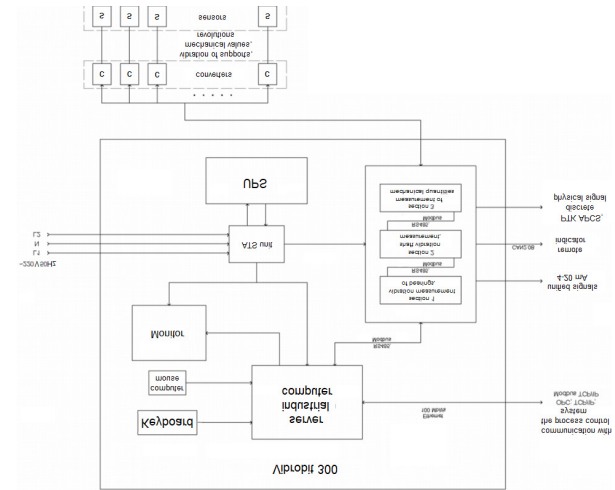 Vibrobit 300
communication with
the process control
system
OPC, TCP/IP,
Modbus TCP/IP
Ethernet
100 Mbit/s
server
industrial
computer
Keyboard
computer
mouse
Monitor
RS485
Modbus
section 1
vibration measurement
of bearings,
RS485
Modbus
section 2
shaft vibration
measurement,
RS485
Modbus
section 3
measurement of
mechanical quantities
unified signals
4-20 mA
remote
indicator
CAN2.0B
PTK APCS,
discrete
physical signal
~220V 50Hz
L1
N
L2
ATS unit
UPS
C C C C converters
vibration of supports,
mechanical values,
revolutions
S S S S sensors